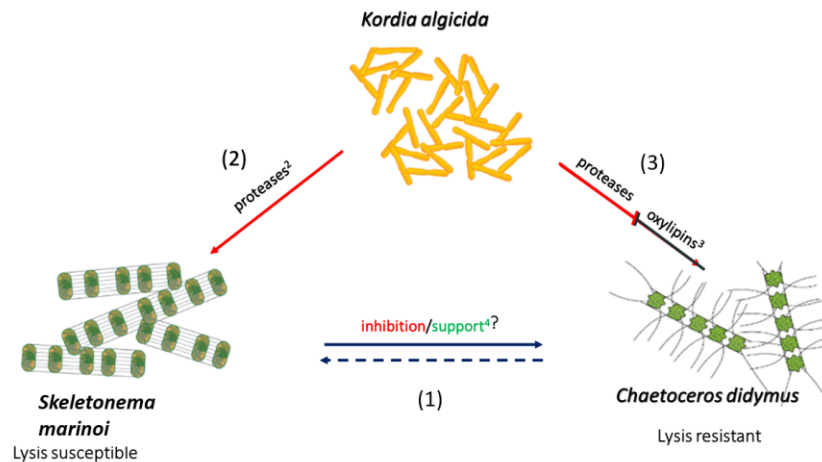 Kordia algicida
(2)
proteases²
(3)
proteases
oxylipins³
inhibition/support⁴?
(1)
Skeletonema
marinoi
Lysis susceptible
Chaetoceros didymus
Lysis resistant